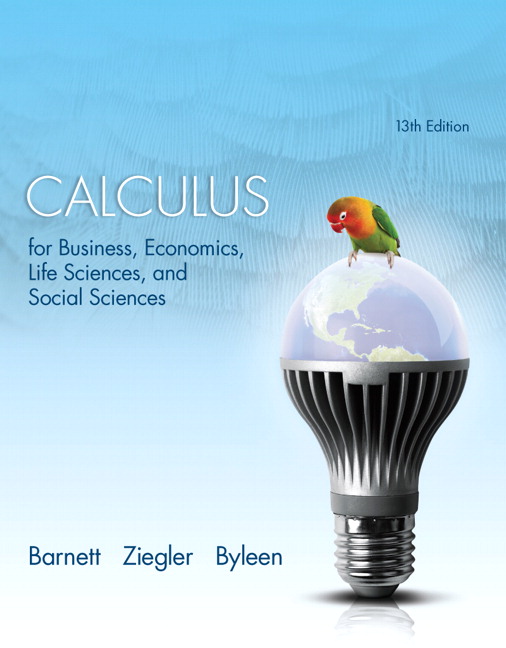 13th Edition
CALCULUS
for Business, Economics,
Life Sciences, and
Social Sciences
Barnett Ziegler Byleen